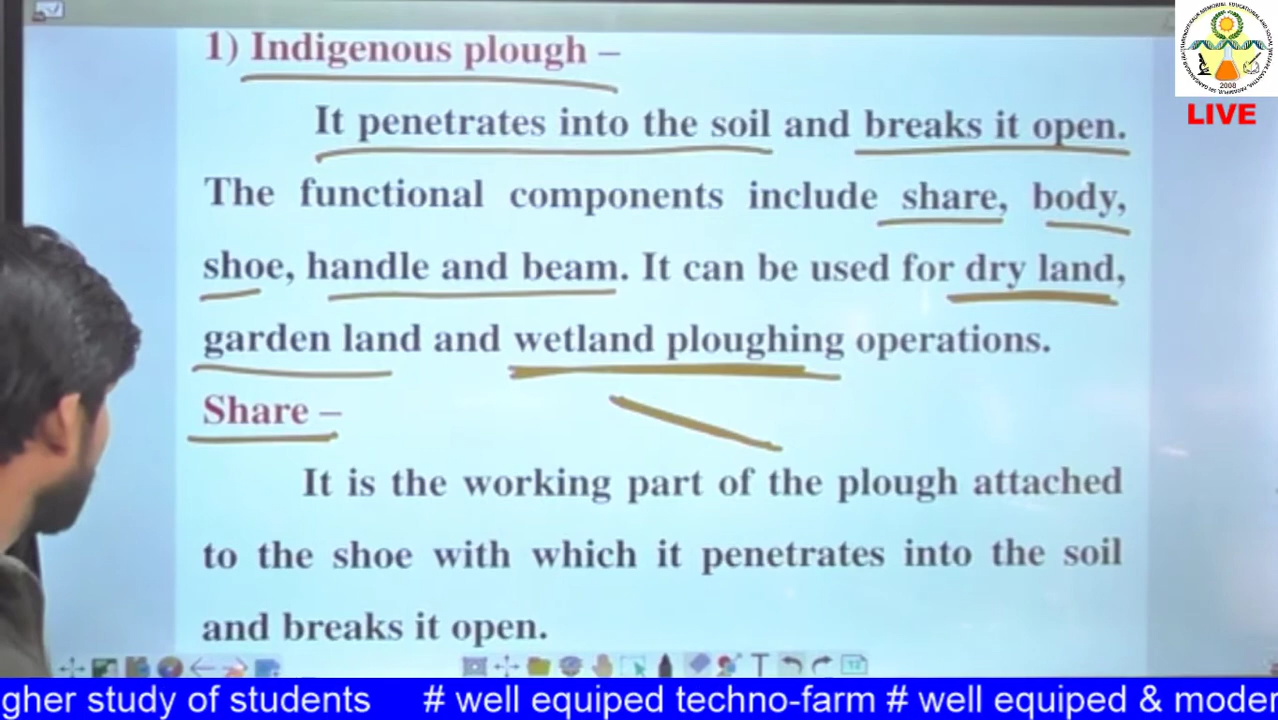 1) Indigenous plough –
It penetrates into the soil and breaks it open.
The functional components include share, body,
shoe, handle and beam. It can be used for dry land,
garden land and wetland ploughing operations.
Share –
It is the working part of the plough attached
to the shoe with which it penetrates into the soil
and breaks it open.
2008
LIVE
gher study of students # well equiped techno-farm # well equiped & moder